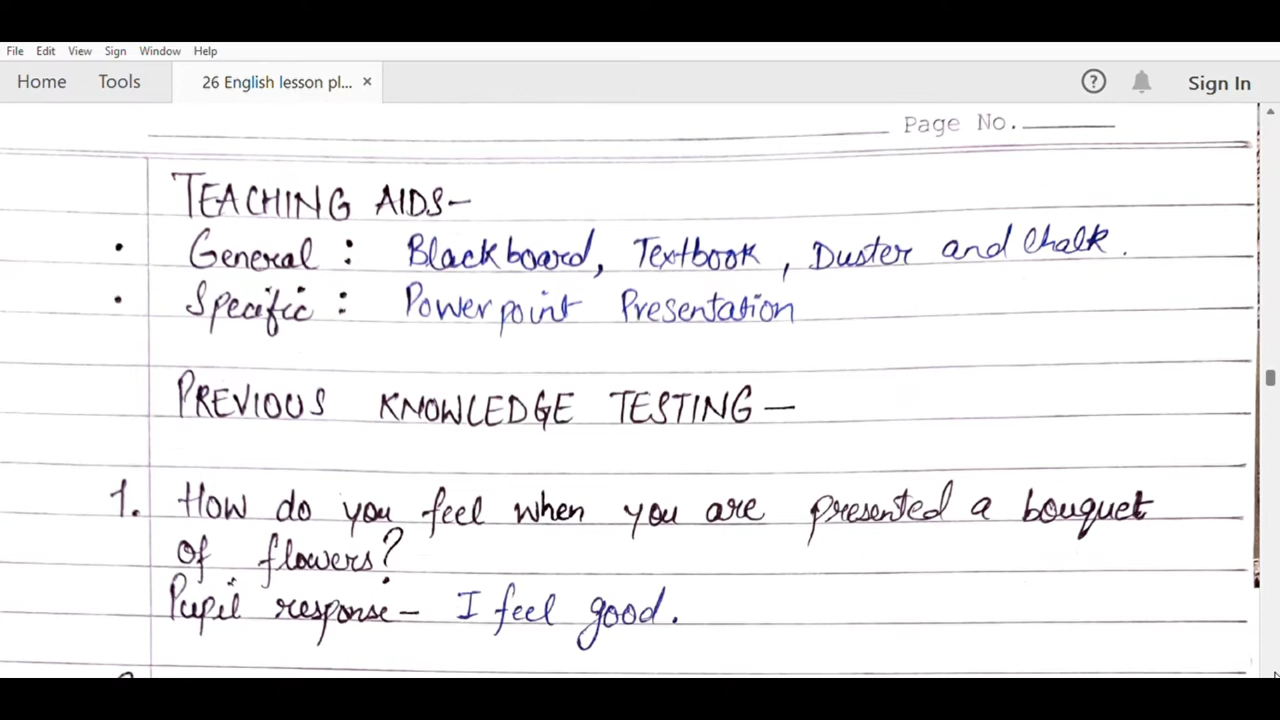 File Edit View Sign Window Help
Home Tools 26 English lesson pl... × ? Sign In
Page No.
TEACHING AIDS-
• General : Blackboard, Textbook, Duster and Chalk.
• Specific : Powerpoint Presentation
PREVIOUS KNOWLEDGE TESTING —
1. How do you feel when you are presented a bouquet
of flowers?
Pupil response – I feel good.